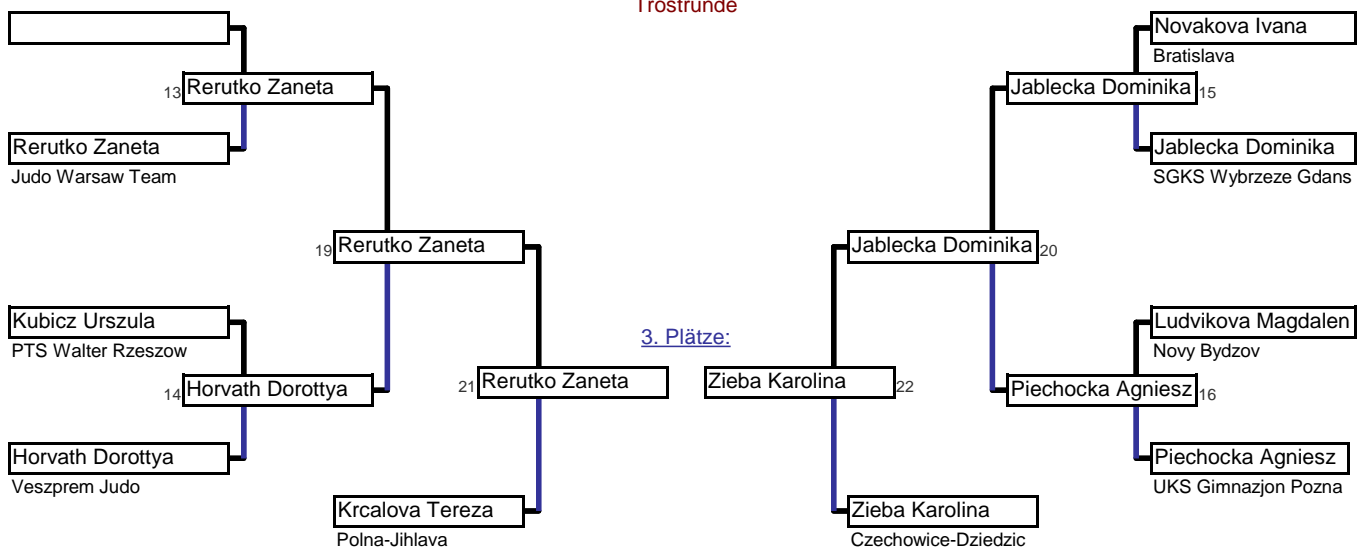 Trostrunde
Novakova Ivana
Bratislava
13 Rerutko Zaneta
Jablecka Dominika 15
Rerutko Zaneta
Judo Warsaw Team
Jablecka Dominika
SGKS Wybrzeze Gdans
19 Rerutko Zaneta
Jablecka Dominika 20
Kubicz Urszula
PTS Walter Rzeszow
3. Plätze:
Ludvikova Magdalen
Novy Bydzov
14 Horvath Dorottya
21 Rerutko Zaneta
Zieba Karolina 22
Piechocka Agniesz 16
Horvath Dorottya
Veszprem Judo
Piechocka Agniesz
UKS Gimnazjon Pozna
Krcalova Tereza
Polna-Jihlava
Zieba Karolina
Czechowice-Dziedzic